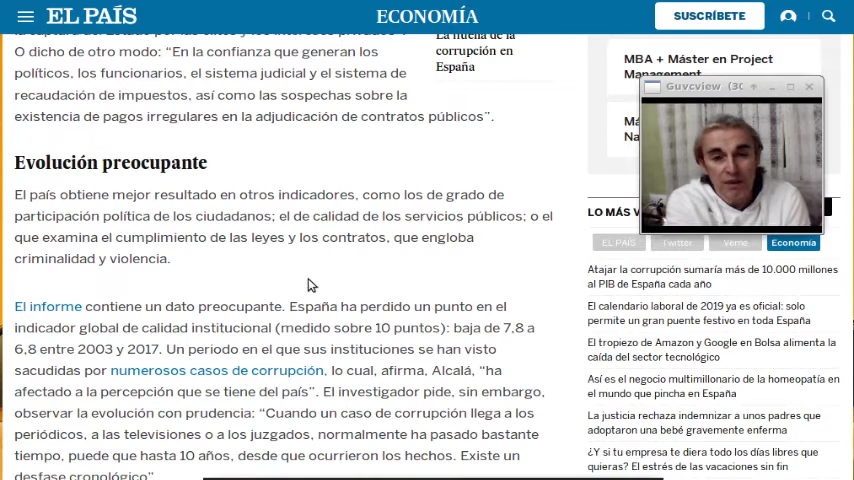 EL PAÍS
ECONOMÍA
SUSCRÍBETE
O dicho de otro modo: “En la confianza que generan los
políticos, los funcionarios, el sistema judicial y el sistema de
recaudación de impuestos, así como las sospechas sobre la
existencia de pagos irregulares en la adjudicación de contratos públicos”.
La huella de la
corrupción en
España
Evolución preocupante
El país obtiene mejor resultado en otros indicadores, como los de grado de
participación política de los ciudadanos; el de calidad de los servicios públicos; o el
que examina el cumplimiento de las leyes y los contratos, que engloba
criminalidad y violencia.
El informe contiene un dato preocupante. España ha perdido un punto en el
indicador global de calidad institucional (medido sobre 10 puntos): baja de 7,8 a
6,8 entre 2003 y 2017. Un periodo en el que sus instituciones se han visto
sacudidas por numerosos casos de corrupción, lo cual, afirma, Alcalá, “ha
afectado a la percepción que se tiene del país”. El investigador pide, sin embargo,
observar la evolución con prudencia: “Cuando un caso de corrupción llega a los
periódicos, a las televisiones o a los juzgados, normalmente ha pasado bastante
tiempo, puede que hasta 10 años, desde que ocurrieron los hechos. Existe un
desfase cronológico”
MBA + Máster en Project
Management
Guvcview (30
LO MÁS V
EL PAÍS
Twitter
Verne
Economía
Atajar la corrupción sumaría más de 10.000 millones
al PIB de España cada año
El calendario laboral de 2019 ya es oficial: solo
permite un gran puente festivo en toda España
El tropiezo de Amazon y Google en Bolsa alimenta la
caída del sector tecnológico
Así es el negocio multimillonario de la homeopatía en
el mundo que pincha en España
La justicia rechaza indemnizar a unos padres que
adoptaron una bebé gravemente enferma
¿Y si tu empresa te diera todo los días libres que
quieras? El estrés de las vacaciones sin fin